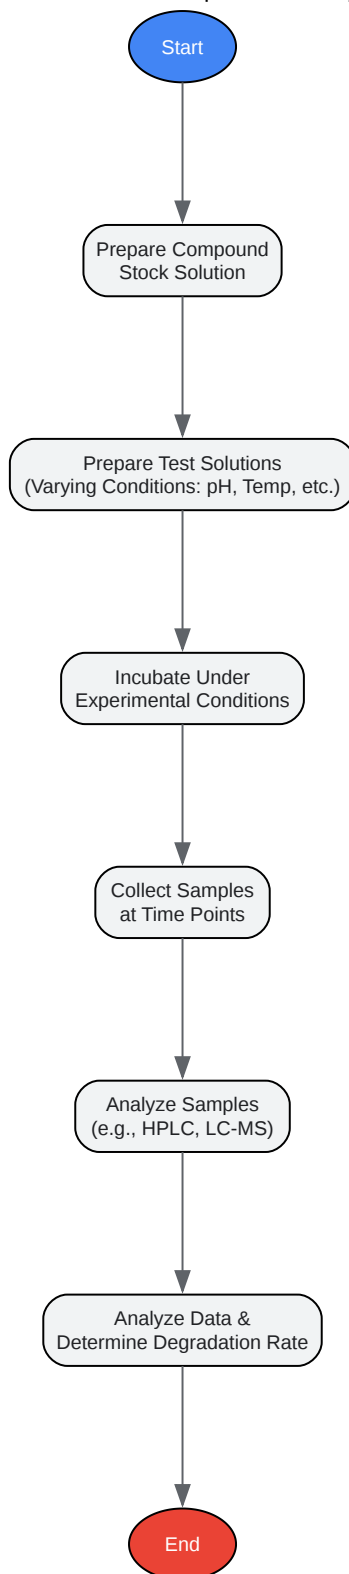 Start
Prepare Compound
Stock Solution
Prepare Test Solutions
(Varying Conditions: pH, Temp, etc.)
Incubate Under
Experimental Conditions
Collect Samples
at Time Points
Analyze Samples
(e.g., HPLC, LC-MS)
Analyze Data &
Determine Degradation Rate
End